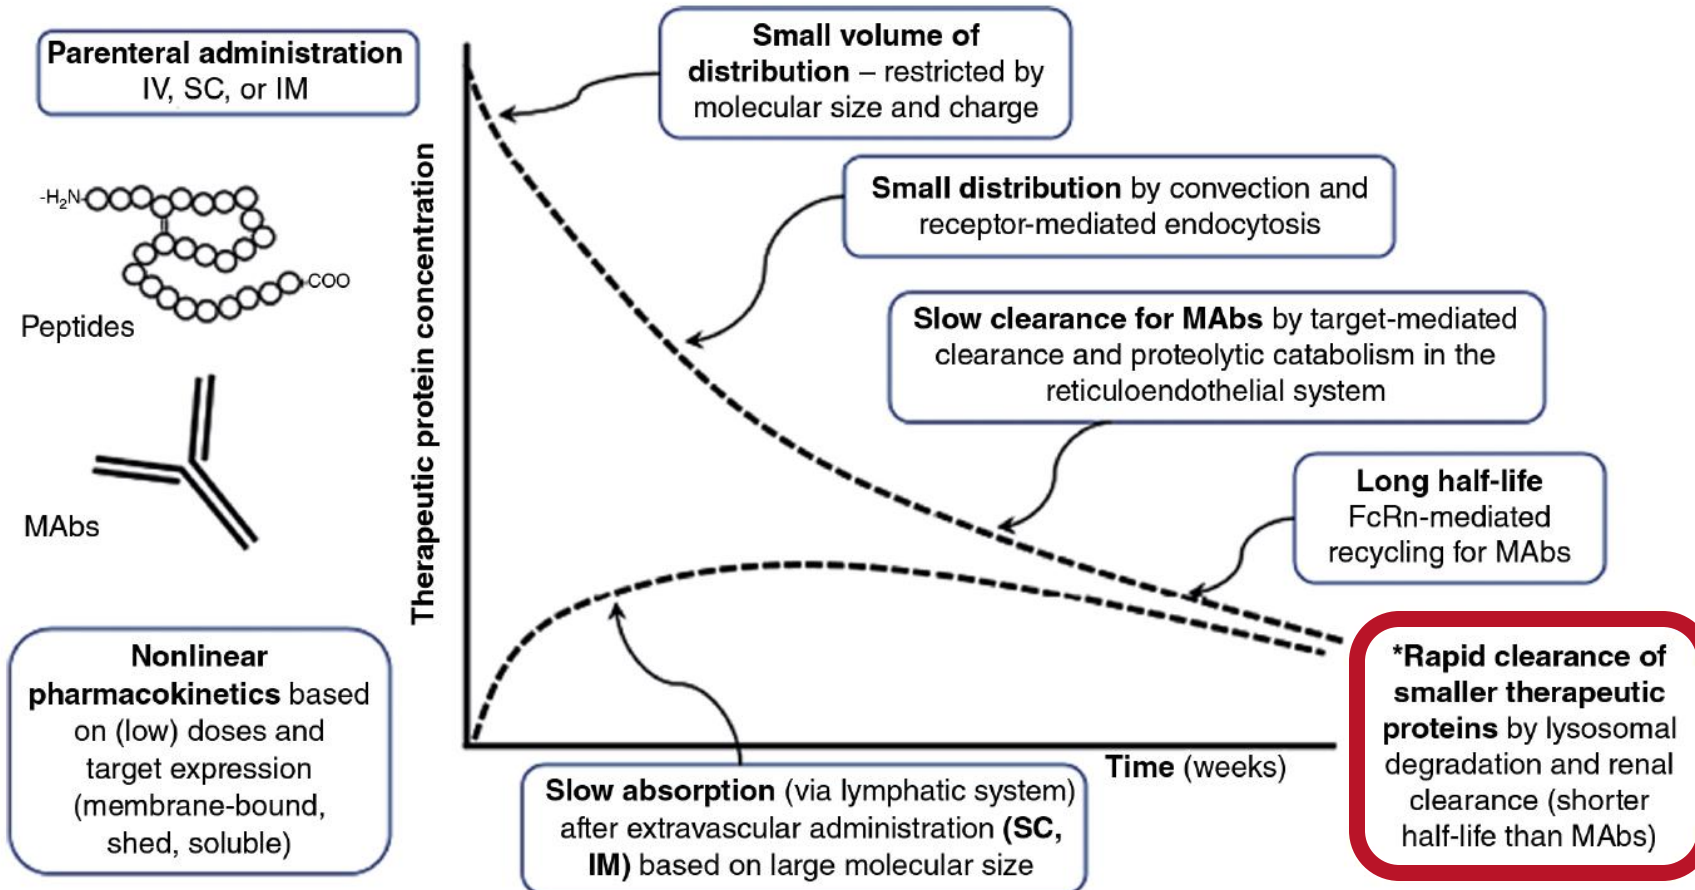 Parenteral administration
IV, SC, or IM
-H₂N
COO
Peptides
MAbs
Nonlinear
pharmacokinetics based
on (low) doses and
target expression
(membrane-bound,
shed, soluble)
Therapeutic protein concentration
Small volume of
distribution – restricted by
molecular size and charge
Small distribution by convection and
receptor-mediated endocytosis
Slow clearance for MAbs by target-mediated
clearance and proteolytic catabolism in the
reticuloendothelial system
Long half-life
FcRn-mediated
recycling for MAbs
Time (weeks)
Slow absorption (via lymphatic system)
after extravascular administration (SC,
IM) based on large molecular size
*Rapid clearance of
smaller therapeutic
proteins by lysosomal
degradation and renal
clearance (shorter
half-life than MAbs)